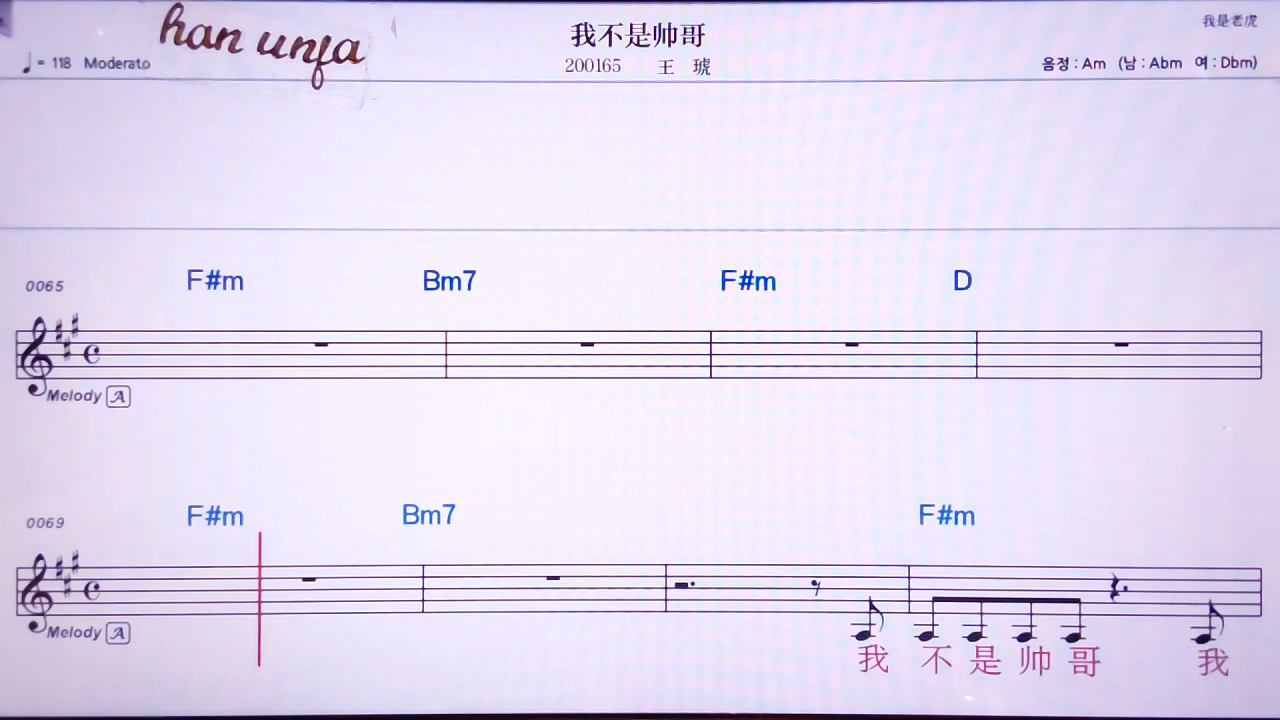 han unja
我不是帅哥
我是老虎
♩= 118 Moderato
200165 王 琥
음정 : Am (남 : Abm 여 : Dbm)
0065 F#m Bm7 F#m D
Melody A
0069 F#m Bm7 F#m
Melody A
我 不 是 帅 哥 我